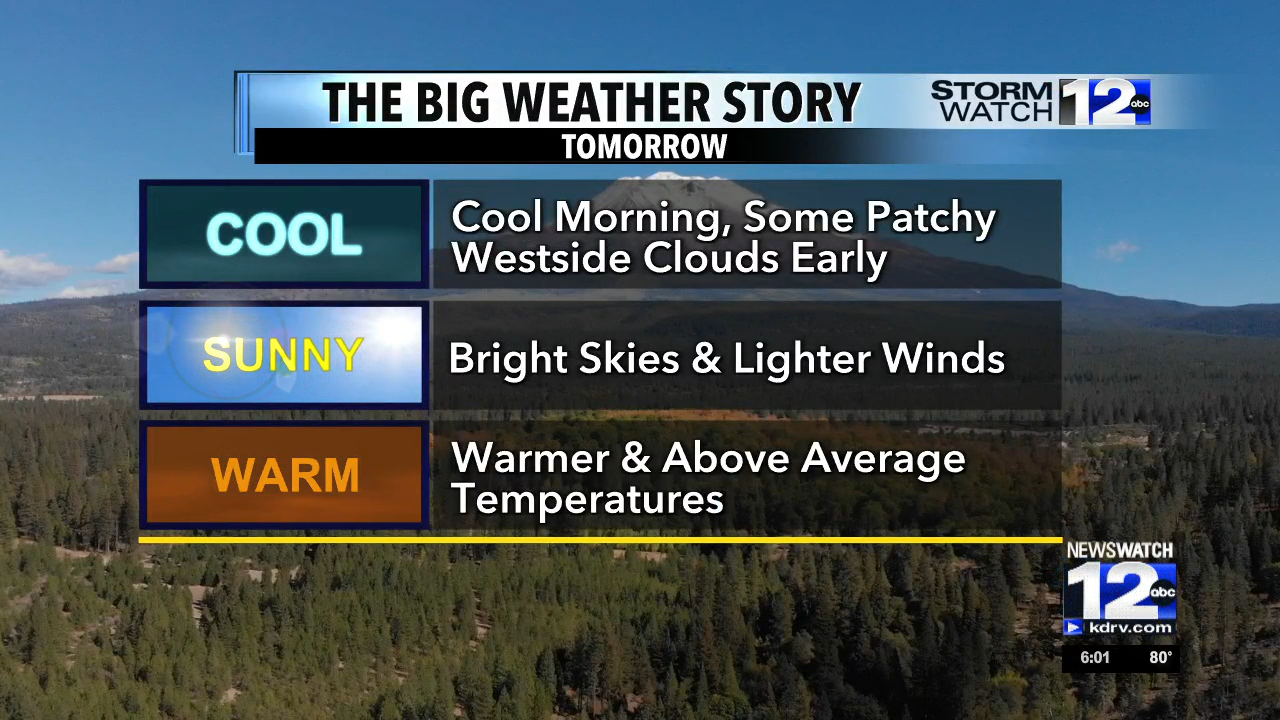 THE BIG WEATHER STORY
STORM
WATCH
12
abc
TOMORROW
COOL
Cool Morning, Some Patchy
Westside Clouds Early
SUNNY
Bright Skies & Lighter Winds
WARM
Warmer & Above Average
Temperatures
NEWSWATCH
12
abc
kdrv.com
6:01 80°